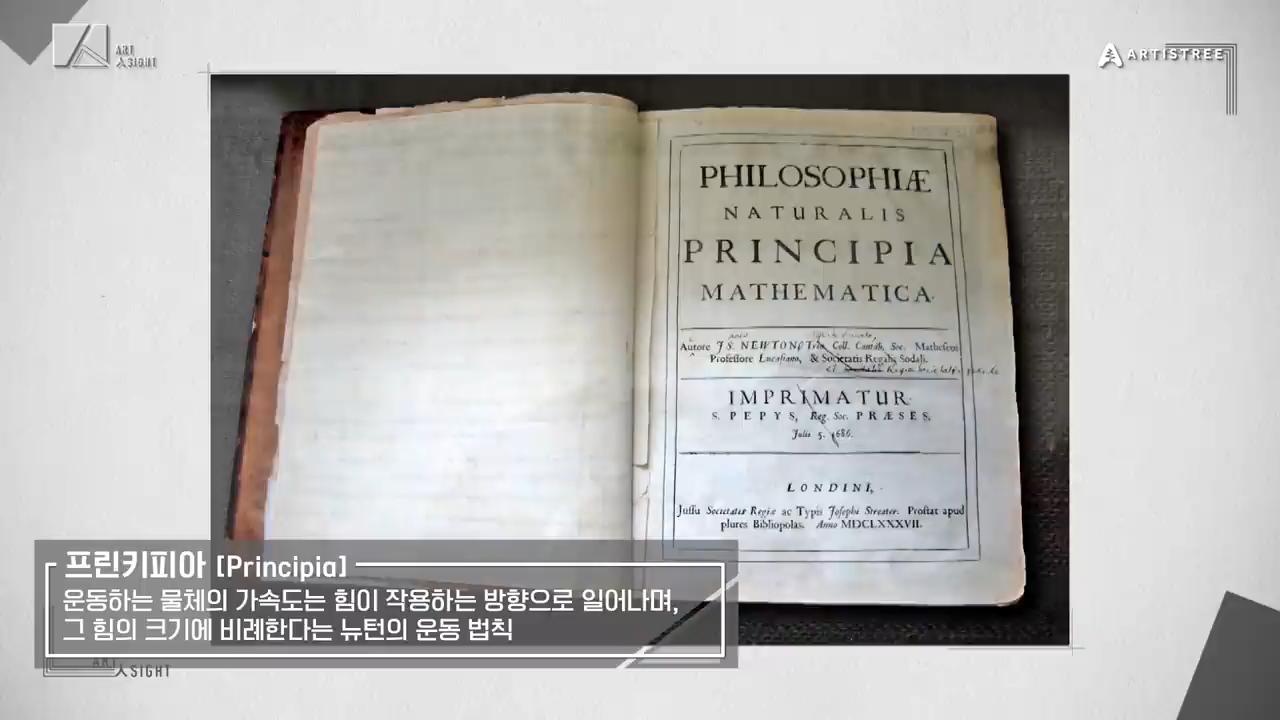 ART
人SIGHT
ARTISTREE
PHILOSOPHIÆ
NATURALIS
PRINCIPIA
MATHEMATICA.
Autore J S. NEWTON, Trin. Coll. Cantab. Soc. Matheseos
Professore Lucasiano, & Societatis Regalis Sodali.
IMPRIMATUR.
S. PEPYS, Reg. Soc. PRÆSES.
Julii 5. 1686.
LONDINI,
Jussu Societatis Regiæ ac Typis Josephi Streater. Prostat apud
plures Bibliopolas. Anno MDCLXXXVII.
프린키피아 [Principia]
운동하는 물체의 가속도는 힘이 작용하는 방향으로 일어나며,
그 힘의 크기에 비례한다는 뉴턴의 운동 법칙
ART
人SIGHT